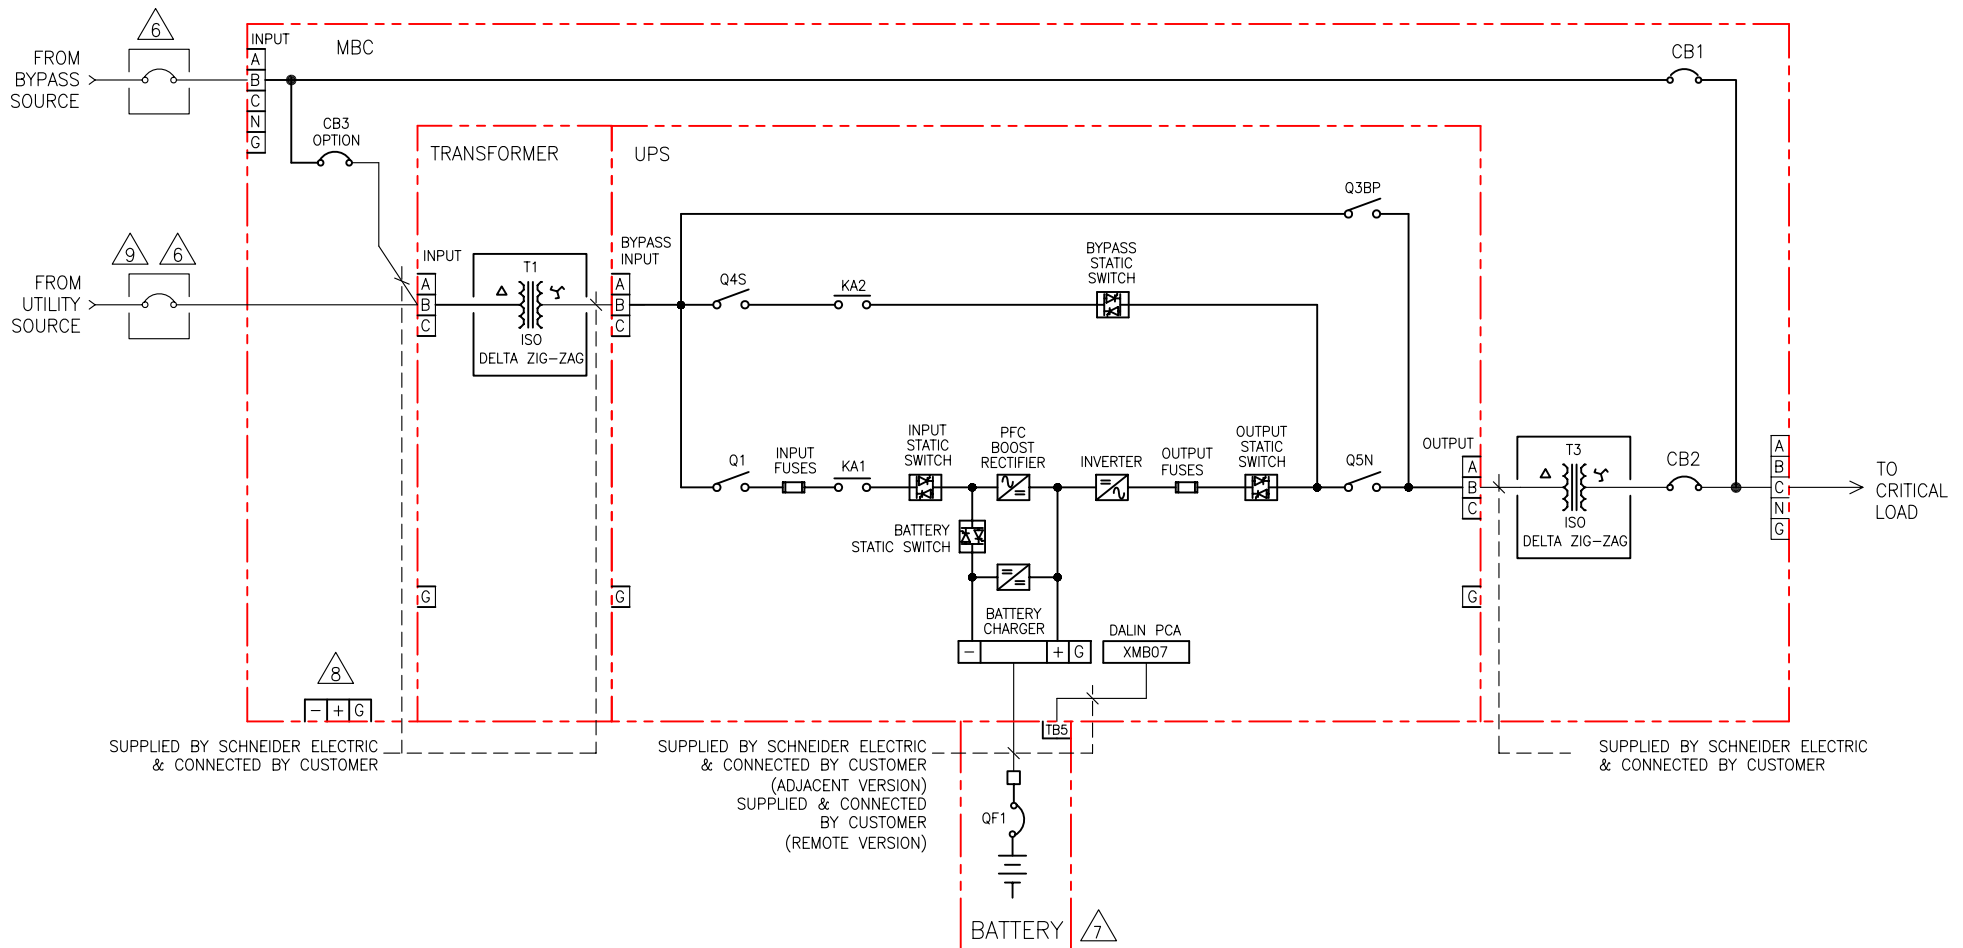 6
INPUT
MBC
FROM
BYPASS
SOURCE
A
B
C
N
G
CB1
CB3
OPTION
TRANSFORMER
UPS
Q3BP
9
6
FROM
UTILITY
SOURCE
INPUT
A
B
C
T1
ISO
DELTA ZIG-ZAG
BYPASS
INPUT
A
B
C
Q4S
KA2
BYPASS
STATIC
SWITCH
Q1
INPUT
FUSES
KA1
INPUT
STATIC
SWITCH
PFC
BOOST
RECTIFIER
INVERTER
OUTPUT
FUSES
OUTPUT
STATIC
SWITCH
Q5N
OUTPUT
A
B
C
T3
ISO
DELTA ZIG-ZAG
CB2
A
B
C
N
G
TO
CRITICAL
LOAD
BATTERY
STATIC SWITCH
G
G
G
BATTERY
CHARGER
- + G
DALIN PCA
XMB07
8
- + G
TB5
SUPPLIED BY SCHNEIDER ELECTRIC
& CONNECTED BY CUSTOMER
SUPPLIED BY SCHNEIDER ELECTRIC
& CONNECTED BY CUSTOMER
(ADJACENT VERSION)
SUPPLIED & CONNECTED
BY CUSTOMER
(REMOTE VERSION)
SUPPLIED BY SCHNEIDER ELECTRIC
& CONNECTED BY CUSTOMER
QF1
BATTERY
7